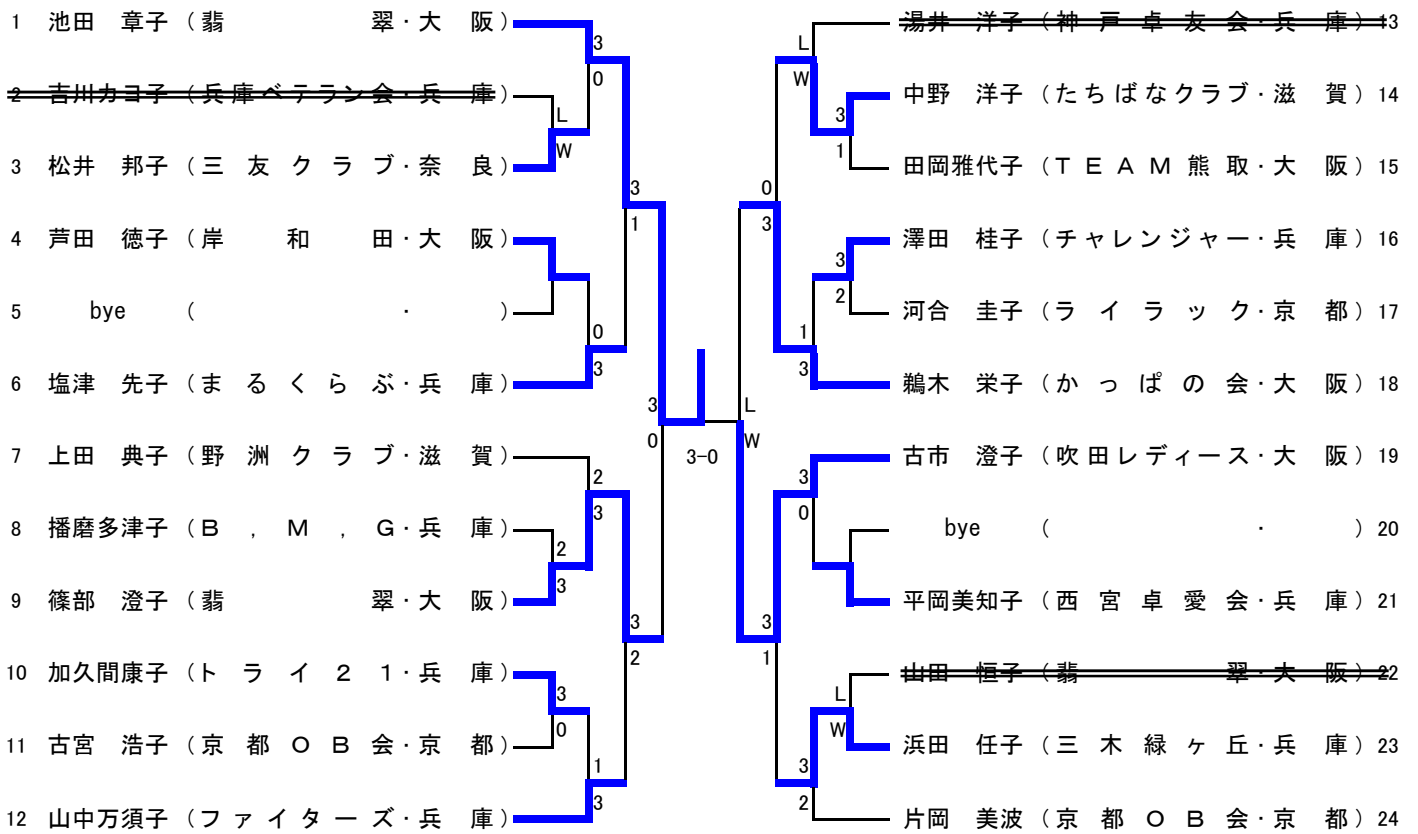 1 池田 章子 (翡 翠・大 阪)
2 吉川カヨ子 (兵庫ベテラン会・兵 庫)
3 松井 邦子 (三 友 ク ラ ブ・奈 良)
4 芦田 徳子 (岸 和 田・大 阪)
5 bye ( ・ )
6 塩津 先子 (ま る く ら ぶ・兵 庫)
7 上田 典子 (野 洲 ク ラ ブ・滋 賀)
8 播磨多津子 (B , M , G・兵 庫)
9 篠部 澄子 (翡 翠・大 阪)
10 加久間康子 (ト ラ イ 2 1・兵 庫)
11 古宮 浩子 (京 都 O B 会・京 都)
12 山中万須子 (フ ァ イ タ ー ズ・兵 庫)
3
0
L
W
3
1
0
3
3
0
2
3
2
3
3
2
3
0
1
3
3-0
L
W
0
3
L
W
3
1
3
2
1
3
3
0
3
1
L
W
3
2
湯井 洋子 (神 戸 卓 友 会・兵 庫) 13
中野 洋子 (たちばなクラブ・滋 賀) 14
田岡雅代子 (T E A M 熊 取・大 阪) 15
澤田 桂子 (チャレンジャー・兵 庫) 16
河合 圭子 (ラ イ ラ ッ ク・京 都) 17
鵜木 栄子 (か っ ぱ の 会・大 阪) 18
古市 澄子 (吹田レディース・大 阪) 19
bye ( ・ ) 20
平岡美知子 (西 宮 卓 愛 会・兵 庫) 21
山田 恒子 (翡 翠・大 阪) 22
浜田 任子 (三 木 緑 ヶ 丘・兵 庫) 23
片岡 美波 (京 都 O B 会・京 都) 24